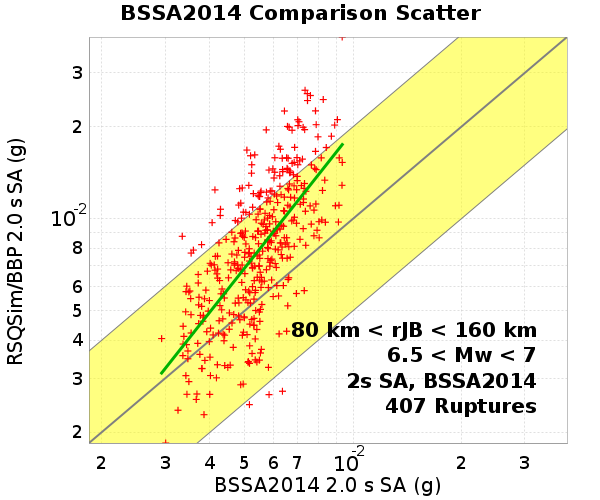 BSSA2014 Comparison Scatter
RSQSim/BBP 2.0 s SA (g)
3
2
10-2
8
6
5
4
3
2
80 km < rJB < 160 km
6.5 < Mw < 7
2s SA, BSSA2014
407 Ruptures
2 3 4 5 6 7 10-2 2 3
BSSA2014 2.0 s SA (g)